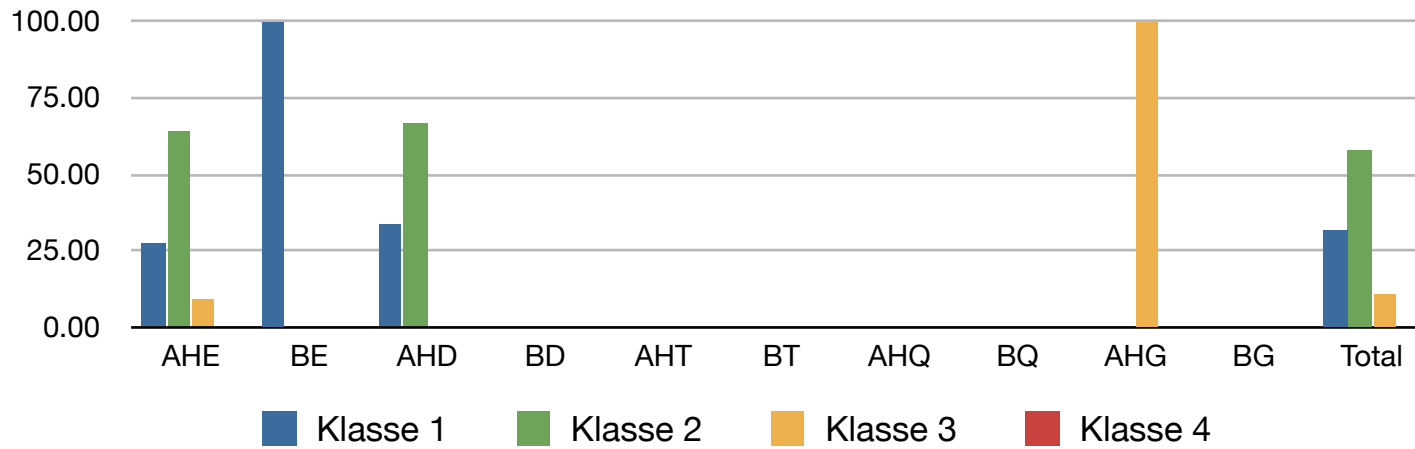 100.00
75.00
50.00
25.00
0.00
AHE BE AHD BD AHT BT AHQ BQ AHG BG Total
Klasse 1 Klasse 2 Klasse 3 Klasse 4